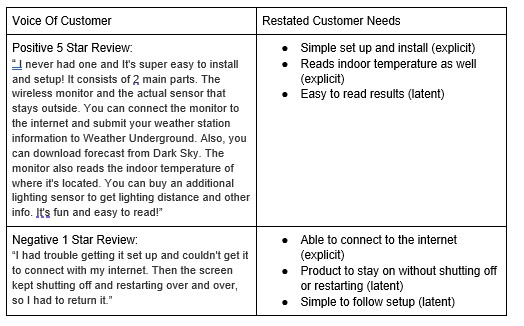 Voice Of Customer
Restated Customer Needs
Positive 5 Star Review:
“ I never had one and It's super easy to install
and setup! It consists of 2 main parts. The
wireless monitor and the actual sensor that
stays outside. You can connect the monitor to
the internet and submit your weather station
information to Weather Underground. Also, you
can download forecast from Dark Sky. The
monitor also reads the indoor temperature of
where it's located. You can buy an additional
lighting sensor to get lighting distance and other
info. It's fun and easy to read!”
● Simple set up and install (explicit)
● Reads indoor temperature as well
(explicit)
● Easy to read results (latent)
Negative 1 Star Review:
“I had trouble getting it set up and couldn't get it
to connect with my internet. Then the screen
kept shutting off and restarting over and over,
so I had to return it.”
● Able to connect to the internet
(explicit)
● Product to stay on without shutting off
or restarting (latent)
● Simple to follow setup (latent)